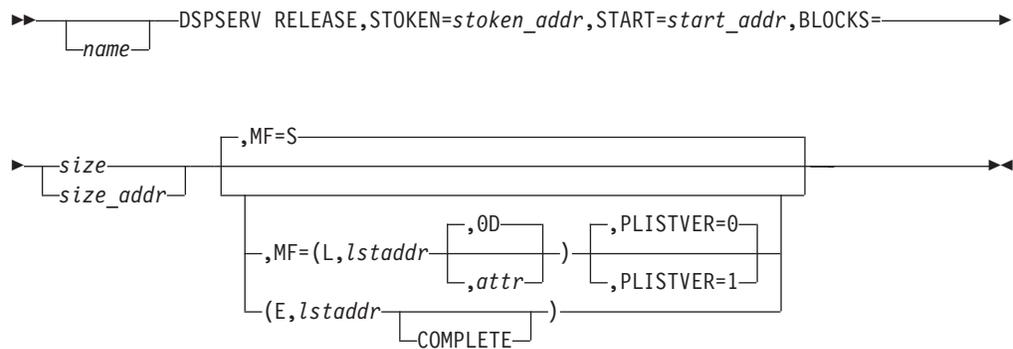 DSPSERV RELEASE,STOKEN=stoken_addr,START=start_addr,BLOCKS=
name
,MF=S
size
size_addr
,0D ,PLISTVER=0
,MF=(L,lstaddr )
,attr ,PLISTVER=1
(E,lstaddr )
COMPLETE